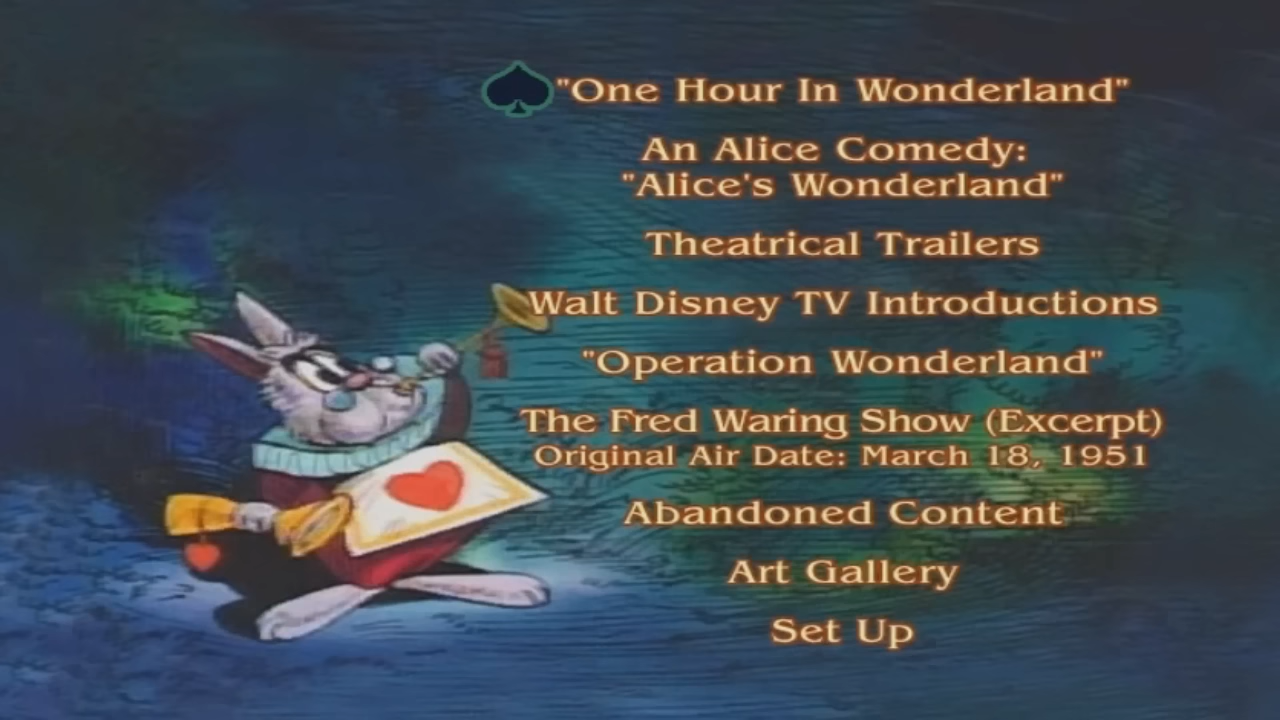 "One Hour In Wonderland"
An Alice Comedy:
"Alice's Wonderland"
Theatrical Trailers
Walt Disney TV Introductions
"Operation Wonderland"
The Fred Waring Show (Excerpt)
Original Air Date: March 18, 1951
Abandoned Content
Art Gallery
Set Up